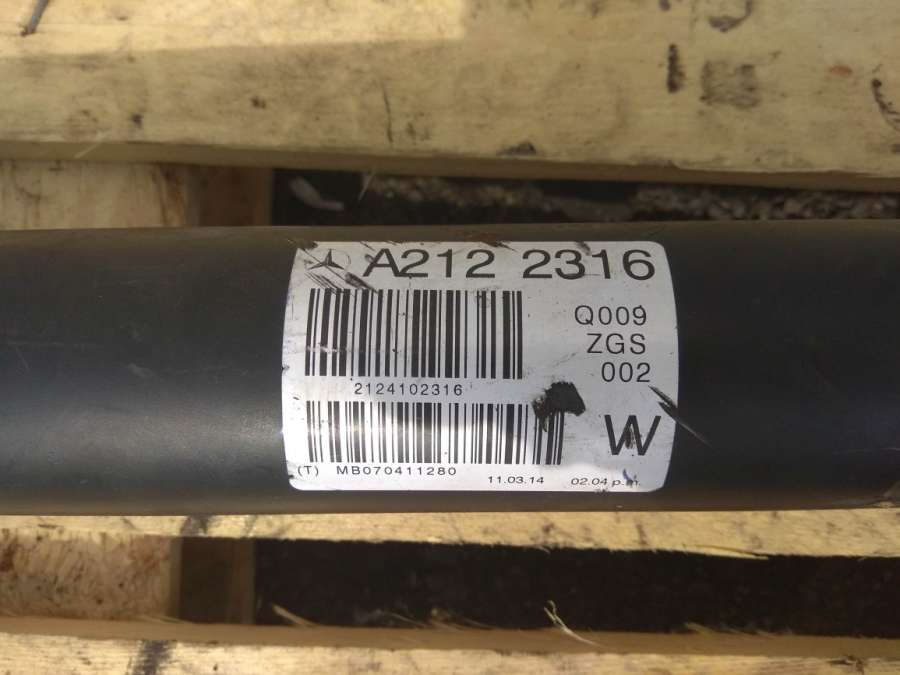 A212 2316
Q009
ZGS
002
2124102316
W
(T) MB070411280
11.03.14 02.04 p.m.